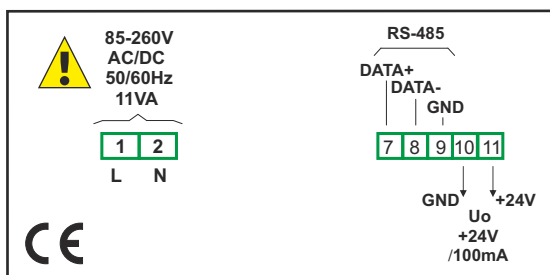 85-260V
AC/DC
50/60Hz
11VA
1 2
L N
RS-485
DATA+
DATA-
GND
7 8 9 10 11
GND +24V
Uo
+24V
/100mA
CE